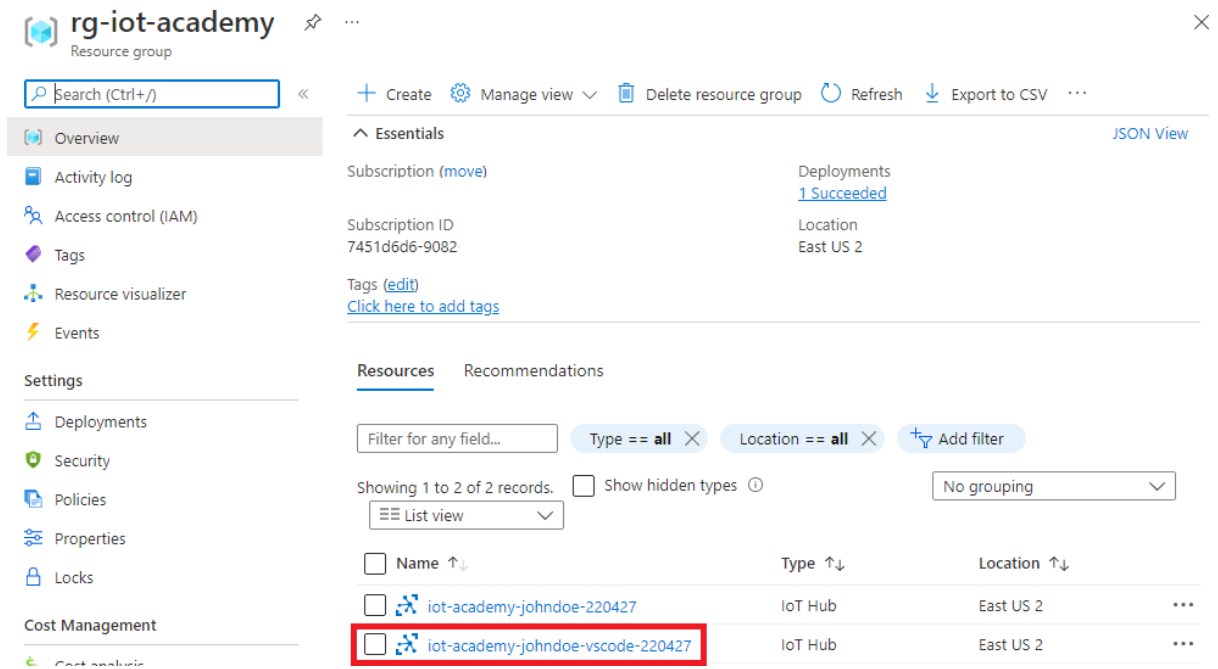 rg-iot-academy
Resource group
Search (Ctrl+/)
Overview
Activity log
Access control (IAM)
Tags
Resource visualizer
Events
Settings
Deployments
Security
Policies
Properties
Locks
Cost Management
Cost analysis
Create Manage view Delete resource group Refresh Export to CSV
Essentials JSON View
Subscription (move)
Deployments
1 Succeeded
Subscription ID
7451d6d6-9082
Location
East US 2
Tags (edit)
Click here to add tags
Resources Recommendations
Filter for any field... Type == all Location == all Add filter
Showing 1 to 2 of 2 records. Show hidden types No grouping
List view
Name Type Location
iot-academy-johndoe-220427 IoT Hub East US 2
iot-academy-johndoe-vscode-220427 IoT Hub East US 2